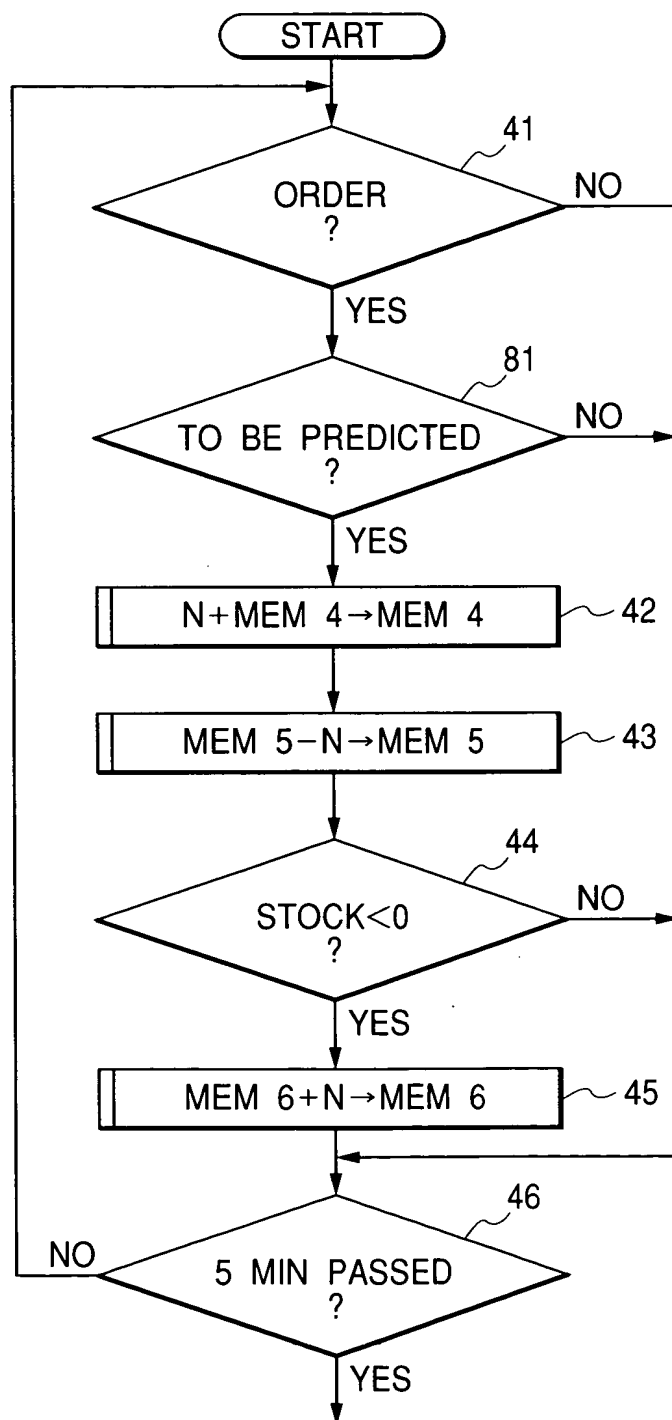 START
41
ORDER
?
NO
YES
81
TO BE PREDICTED
?
NO
YES
N+MEM 4→MEM 4
42
MEM 5-N→MEM 5
43
44
STOCK<0
?
NO
YES
MEM 6+N→MEM 6
45
46
NO
5 MIN PASSED
?
YES